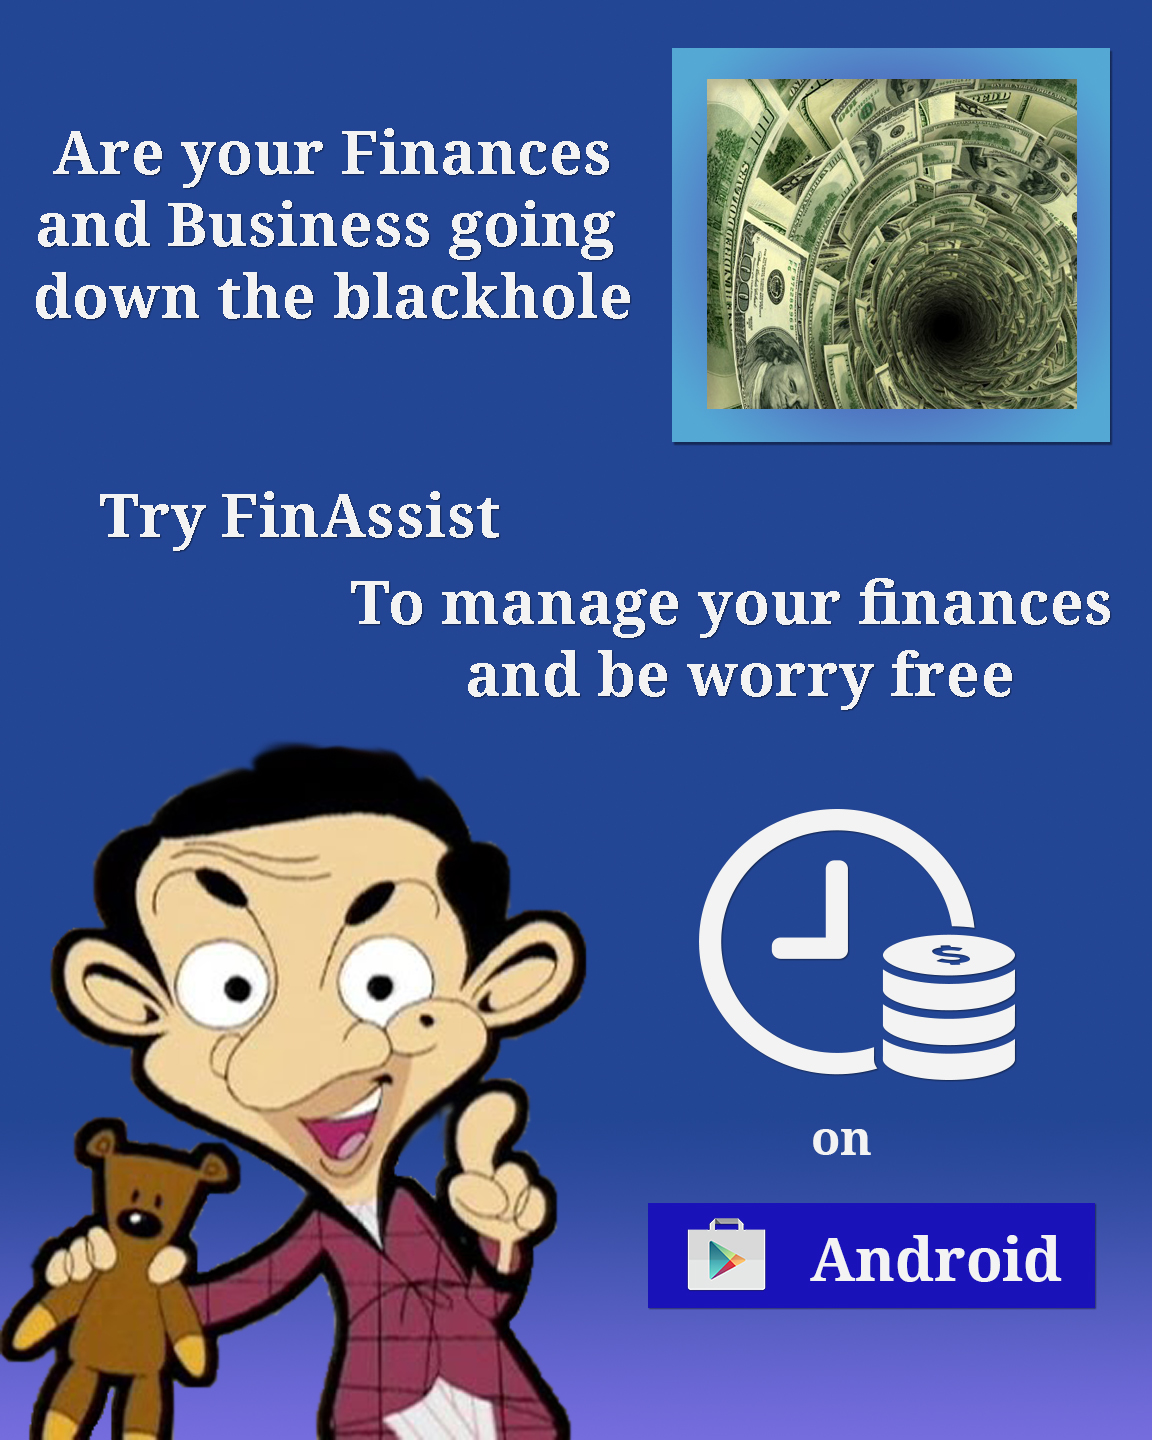 Are your Finances
and Business going
down the blackhole
Try FinAssist
To manage your finances
and be worry free
$
on
Android